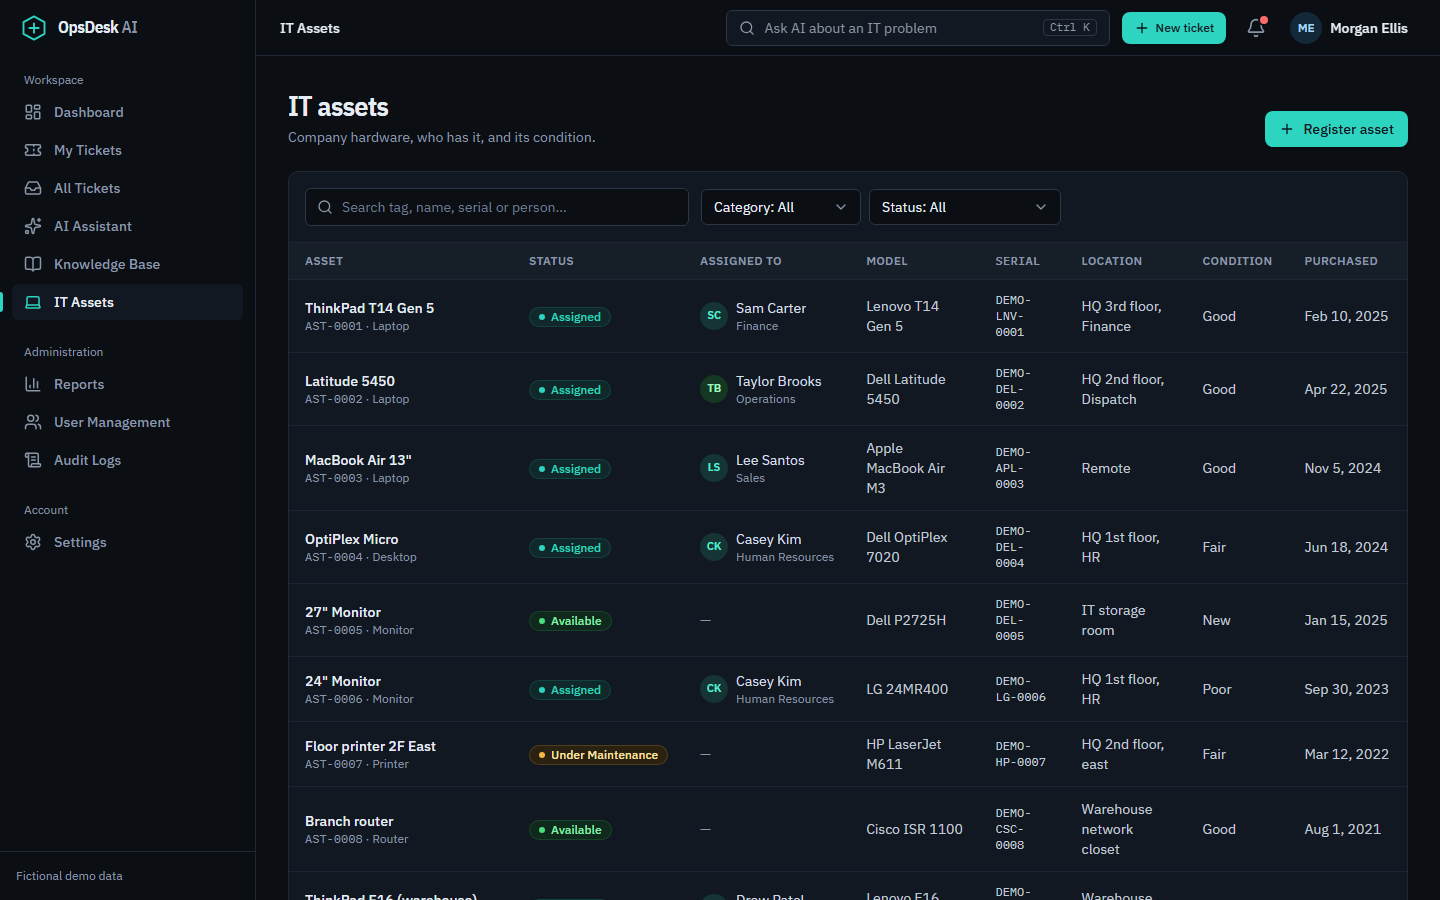 OpsDesk AI
IT Assets
Ask AI about an IT problem
Ctrl K
New ticket
ME
Morgan Ellis
Workspace
Dashboard
My Tickets
All Tickets
AI Assistant
Knowledge Base
IT Assets
Administration
Reports
User Management
Audit Logs
Account
Settings
Fictional demo data
IT assets
Company hardware, who has it, and its condition.
Register asset
Search tag, name, serial or person...
Category: All
Status: All
ASSET STATUS ASSIGNED TO MODEL SERIAL LOCATION CONDITION PURCHASED
ThinkPad T14 Gen 5
AST-0001 · Laptop
Assigned
SC
Sam Carter
Finance
Lenovo T14
Gen 5
DEMO-
LNV-
0001
HQ 3rd floor,
Finance
Good
Feb 10, 2025
Latitude 5450
AST-0002 · Laptop
Assigned
TB
Taylor Brooks
Operations
Dell Latitude
5450
DEMO-
DEL-
0002
HQ 2nd floor,
Dispatch
Good
Apr 22, 2025
MacBook Air 13"
AST-0003 · Laptop
Assigned
LS
Lee Santos
Sales
Apple
MacBook Air
M3
DEMO-
APL-
0003
Remote
Good
Nov 5, 2024
OptiPlex Micro
AST-0004 · Desktop
Assigned
CK
Casey Kim
Human Resources
Dell OptiPlex
7020
DEMO-
DEL-
0004
HQ 1st floor,
HR
Fair
Jun 18, 2024
27" Monitor
AST-0005 · Monitor
Available
—
Dell P2725H
DEMO-
DEL-
0005
IT storage
room
New
Jan 15, 2025
24" Monitor
AST-0006 · Monitor
Assigned
CK
Casey Kim
Human Resources
LG 24MR400
DEMO-
LG-0006
HQ 1st floor,
HR
Poor
Sep 30, 2023
Floor printer 2F East
AST-0007 · Printer
Under Maintenance
—
HP LaserJet
M611
DEMO-
HP-0007
HQ 2nd floor,
east
Fair
Mar 12, 2022
Branch router
AST-0008 · Router
Available
—
Cisco ISR 1100
DEMO-
CSC-
0008
Warehouse
network
closet
Good
Aug 1, 2021
ThinkPad E16 (warehouse)
Drew Patel
Lenovo E16
DEMO-
Warehouse